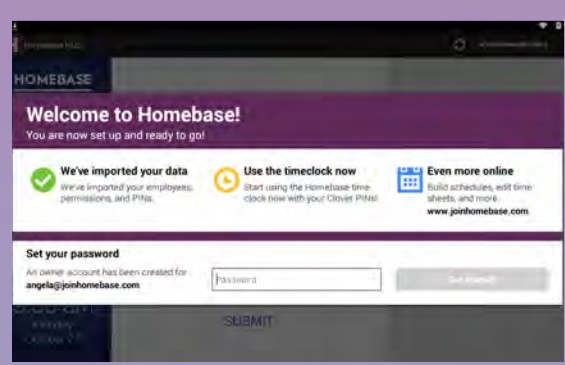 HOMEBASE
Welcome to Homebase!
You are now set up and ready to go!
We've imported your data
We've imported your employees,
permissions, and PINs.
Use the timeclock now
Start using the Homebase time
clock now with your Clover PINs!
Even more online
Build schedules, edit time
sheets, and more.
www.joinhomebase.com
Set your password
An owner account has been created for
angela@joinhomebase.com
Password
SUBMIT